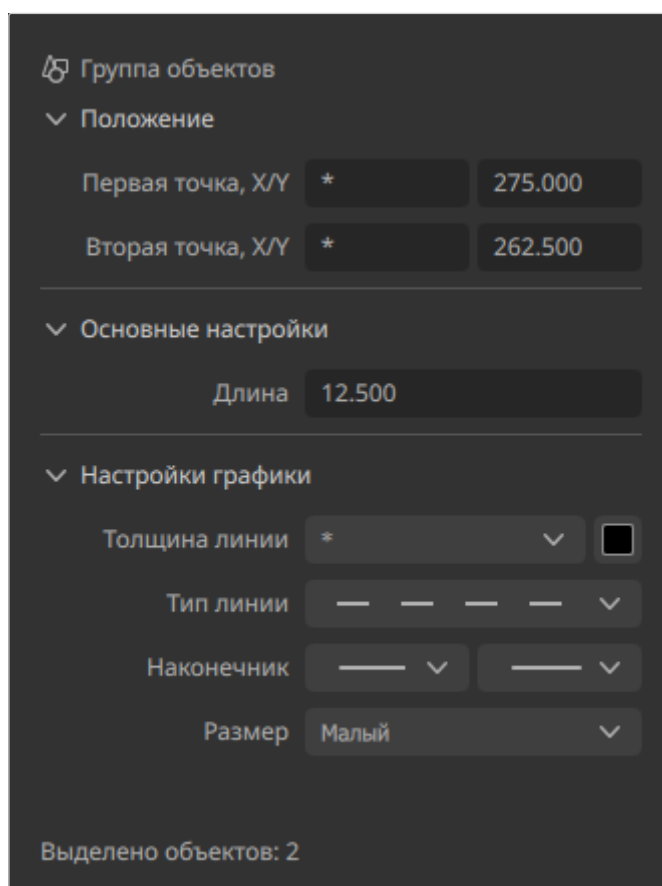 Группа объектов
Положение
Первая точка, X/Y * 275.000
Вторая точка, X/Y * 262.500
Основные настройки
Длина 12.500
Настройки графики
Толщина линии *
Тип линии
Наконечник
Размер Малый
Выделено объектов: 2